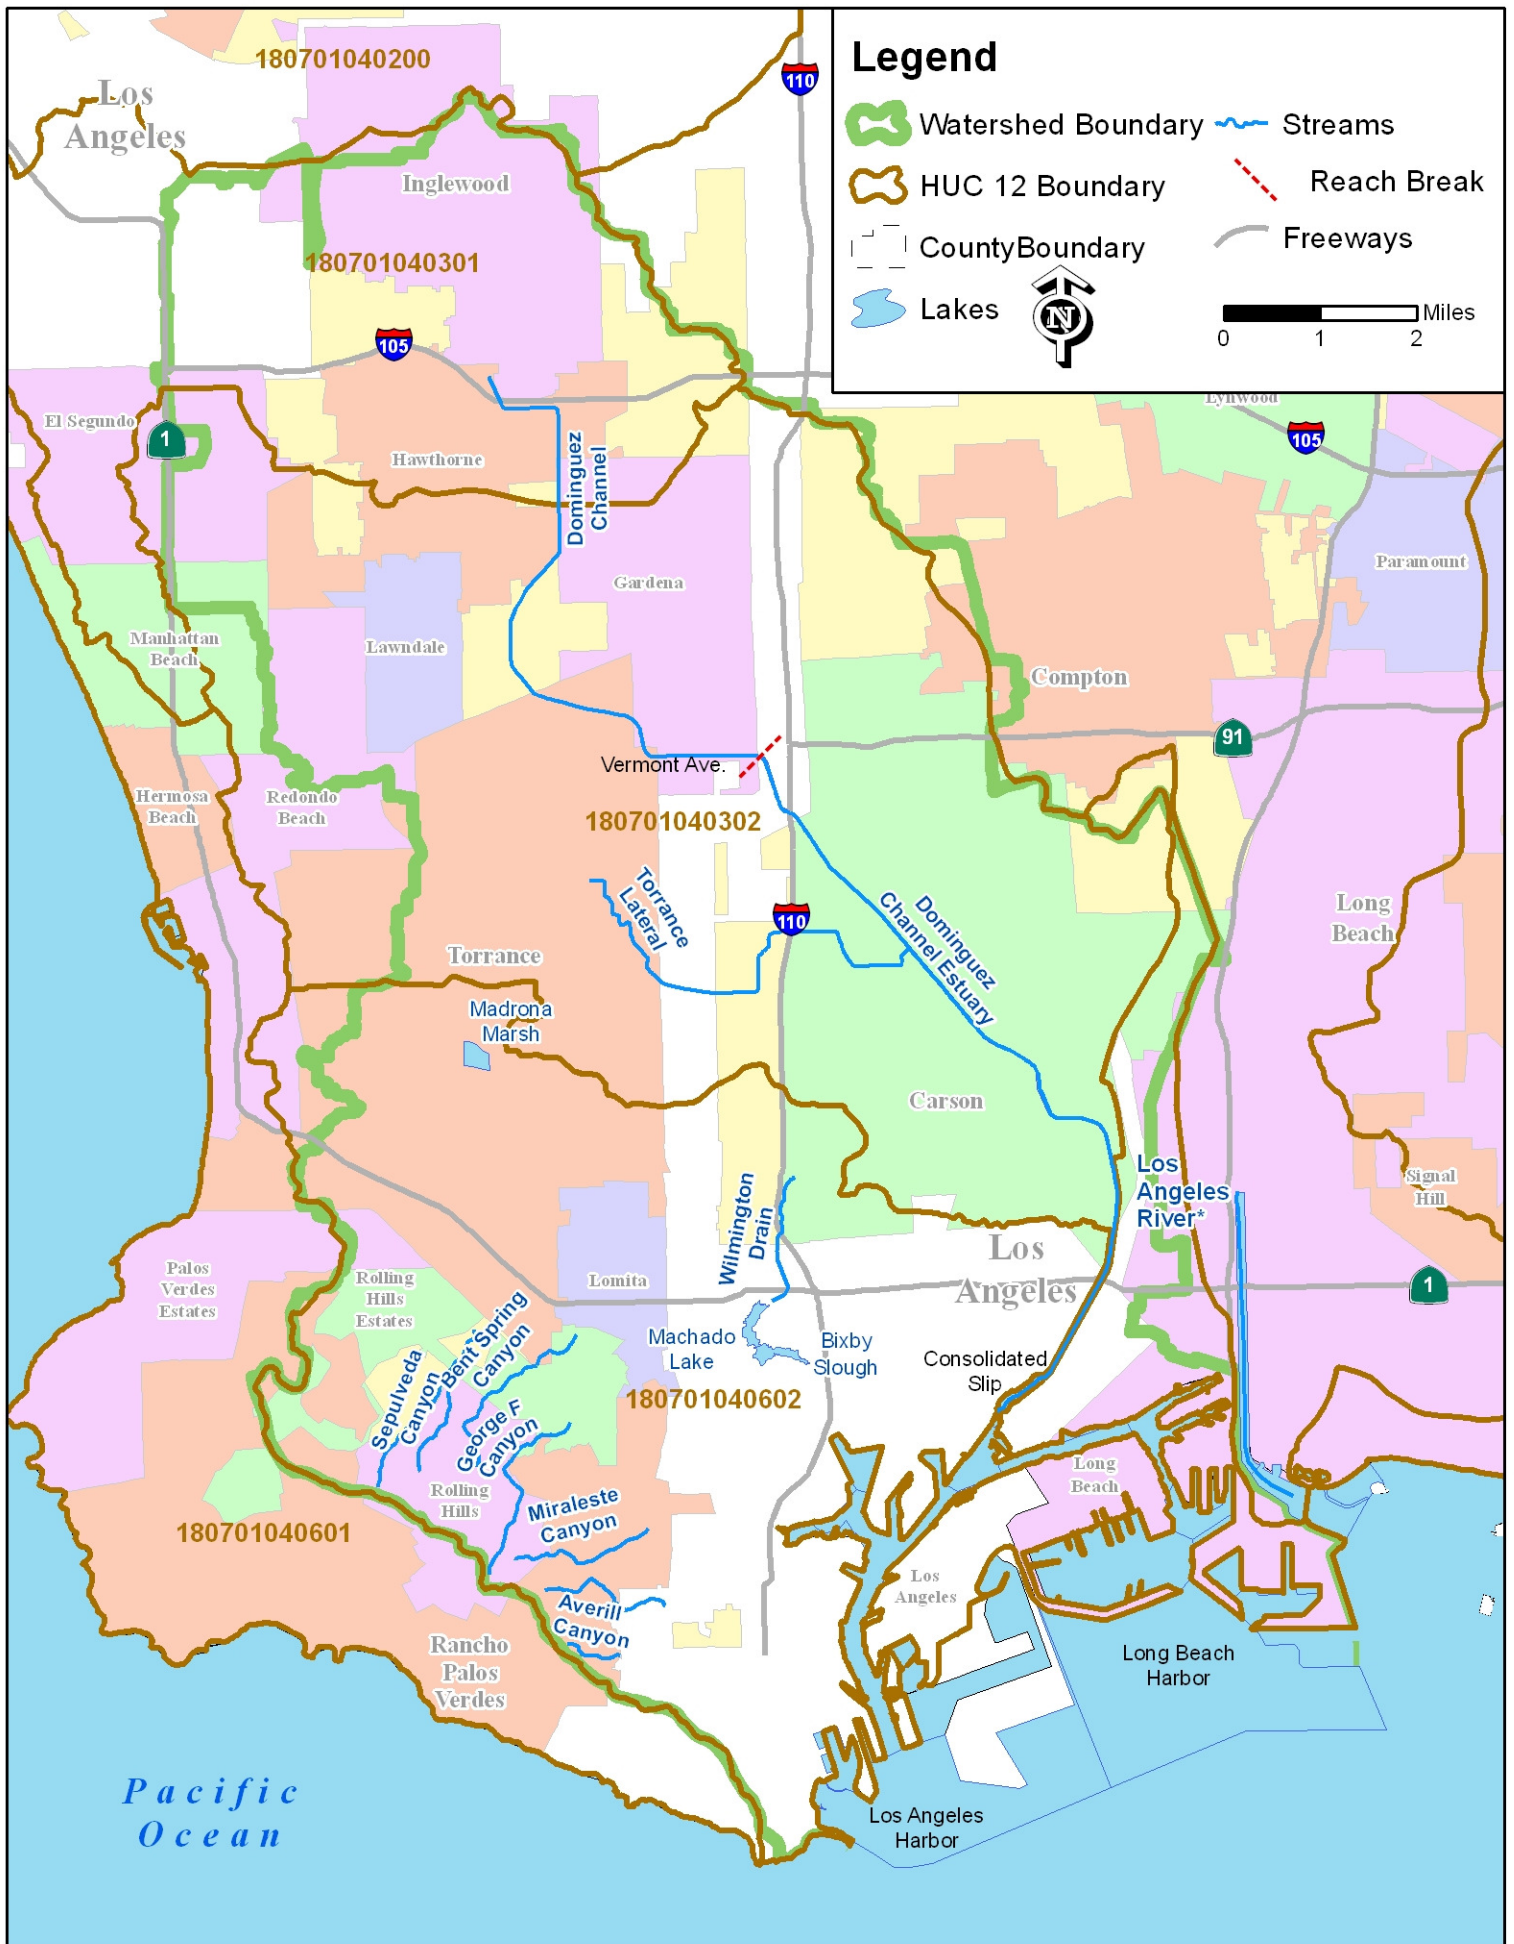 180701040200
Los
Angeles
110
Legend
Watershed Boundary
Streams
HUC 12 Boundary
Reach Break
CountyBoundary
Freeways
Lakes
N
Miles
0
1
2
Inglewood
180701040301
105
El Segundo
1
Hawthorne
Dominguez
Channel
Lynwood
105
Gardena
Paramount
Manhattan
Beach
Lawndale
Compton
91
Vermont Ave.
Hermosa
Beach
Redondo
Beach
180701040302
Torrance
Lateral
110
Dominguez
Channel Estuary
Long
Beach
Torrance
Madrona
Marsh
Carson
Los
Angeles
River*
Signal
Hill
Wilmington
Drain
Los
Angeles
Palos
Verdes
Estates
Rolling
Hills
Estates
Lomita
1
Machado
Lake
Bixby
Slough
Consolidated
Slip
Sepulveda
Canyon
Bent Spring
Canyon
George F
Canyon
180701040602
Rolling
Hills
Long
Beach
Miraleste
Canyon
180701040601
Averill
Canyon
Los
Angeles
Rancho
Palos
Verdes
Long Beach
Harbor
Pacific
Ocean
Los Angeles
Harbor